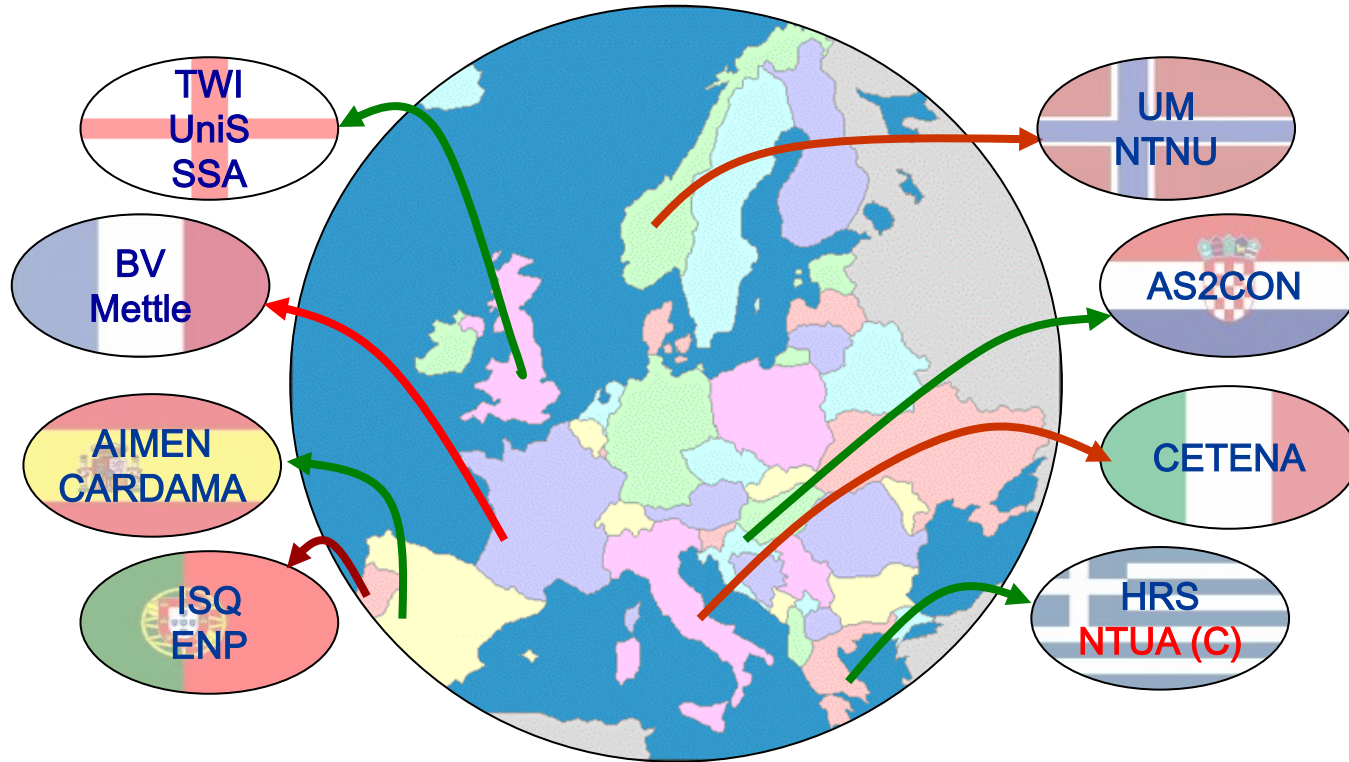 TWI
UniS
SSA
BV
Mettle
AIMEN
CARDAMA
ISQ
ENP
UM
NTNU
AS2CON
CETENA
HRS
NTUA (C)